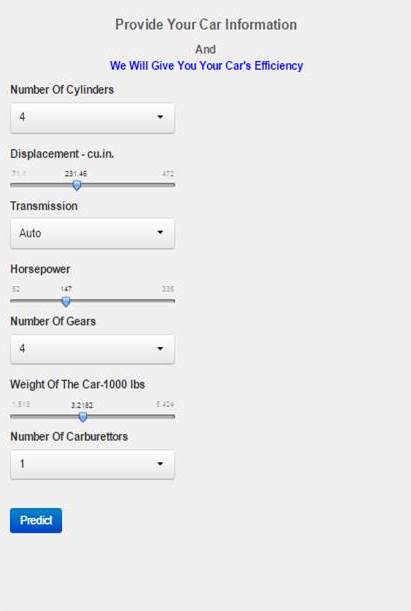 Provide Your Car Information
And
We Will Give You Your Car's Efficiency
Number Of Cylinders
4
Displacement - cu.in.
71.1 231.46 472
Transmission
Auto
Horsepower
52 147 335
Number Of Gears
4
Weight Of The Car-1000 lbs
1.513 3.2182 5.424
Number Of Carburettors
1
Predict